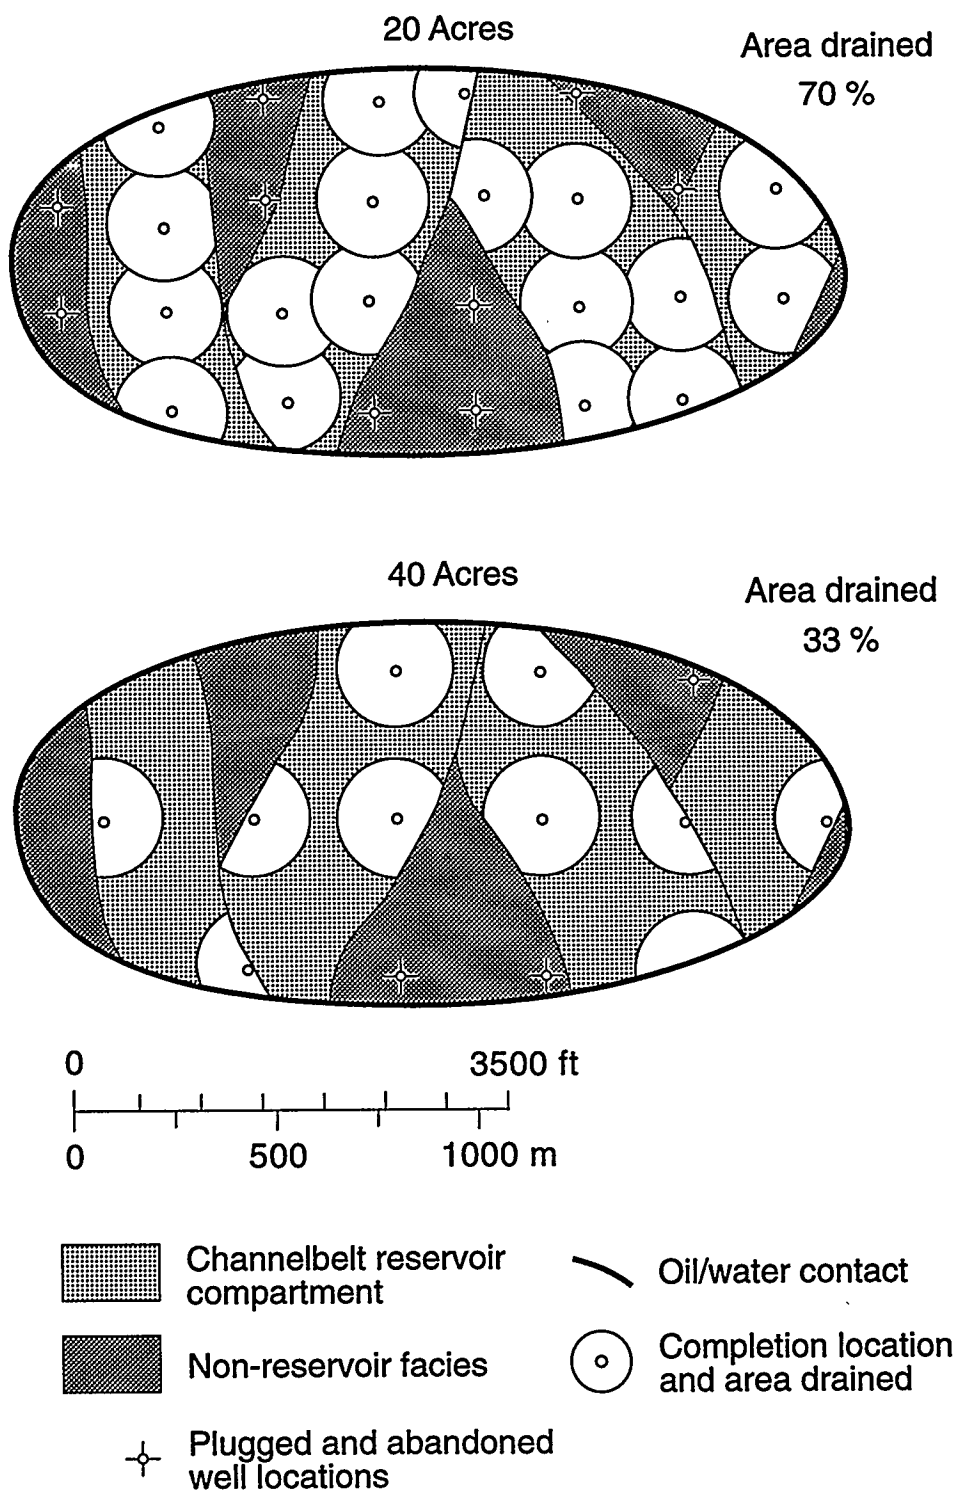 20 Acres
Area drained
70 %
40 Acres
Area drained
33 %
0
3500 ft
0
500
1000 m
Channelbelt reservoir
compartment
Oil/water contact
Non-reservoir facies
Completion location
and area drained
Plugged and abandoned
well locations